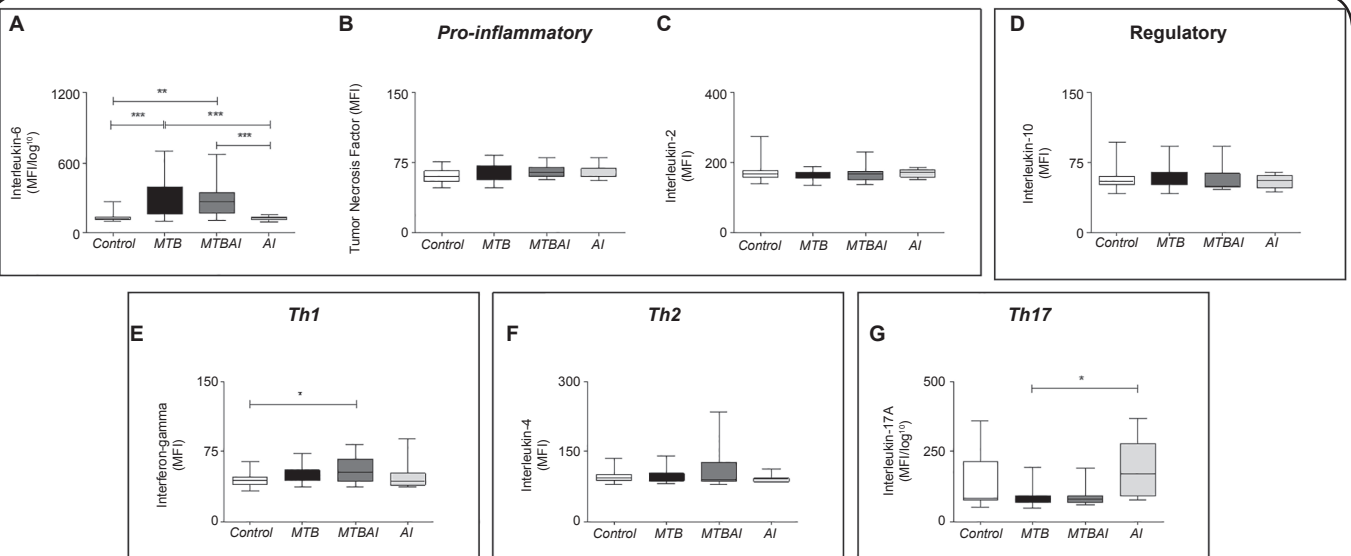 A
B
Pro-inflammatory
C
D
Regulatory
Interleukin-6
(MFI/log¹⁰)
1200
600
0
**
***
***
***
Control MTB MTBAI AI
Tumor Necrosis Factor (MFI)
150
75
0
Control MTB MTBAI AI
Interleukin-2
(MFI)
400
200
0
Control MTB MTBAI AI
Interleukin-10
(MFI)
150
75
0
Control MTB MTBAI AI
Th1
E
Interferon-gamma
(MFI)
150
75
0
*
Control MTB MTBAI AI
Th2
F
Interleukin-4
(MFI)
300
150
0
Control MTB MTBAI AI
Th17
G
Interleukin-17A
(MFI/log¹⁰)
500
250
0
*
Control MTB MTBAI AI